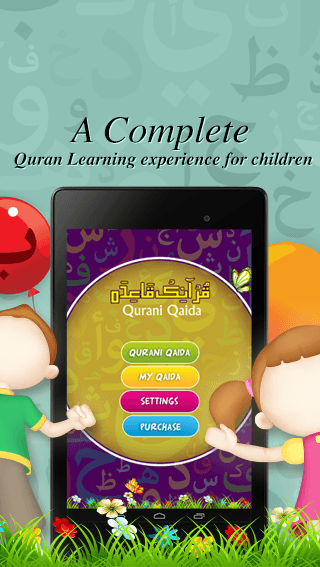 A Complete
Quran Learning experience for children
قرآنک قاعدہ
Qurani Qaida
QURANI QAIDA
MY QAIDA
SETTINGS
PURCHASE
ب